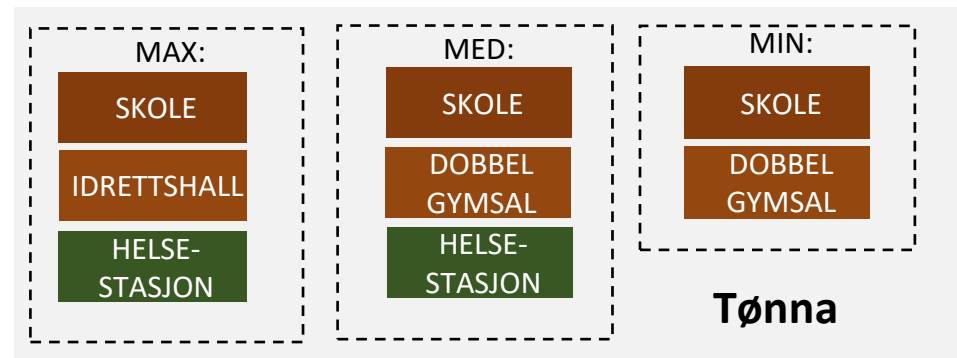 MAX:
SKOLE
IDRETTSHALL
HELSE-
STASJON
MED:
SKOLE
DOBBEL
GYMSAL
HELSE-
STASJON
MIN:
SKOLE
DOBBEL
GYMSAL
Tønna